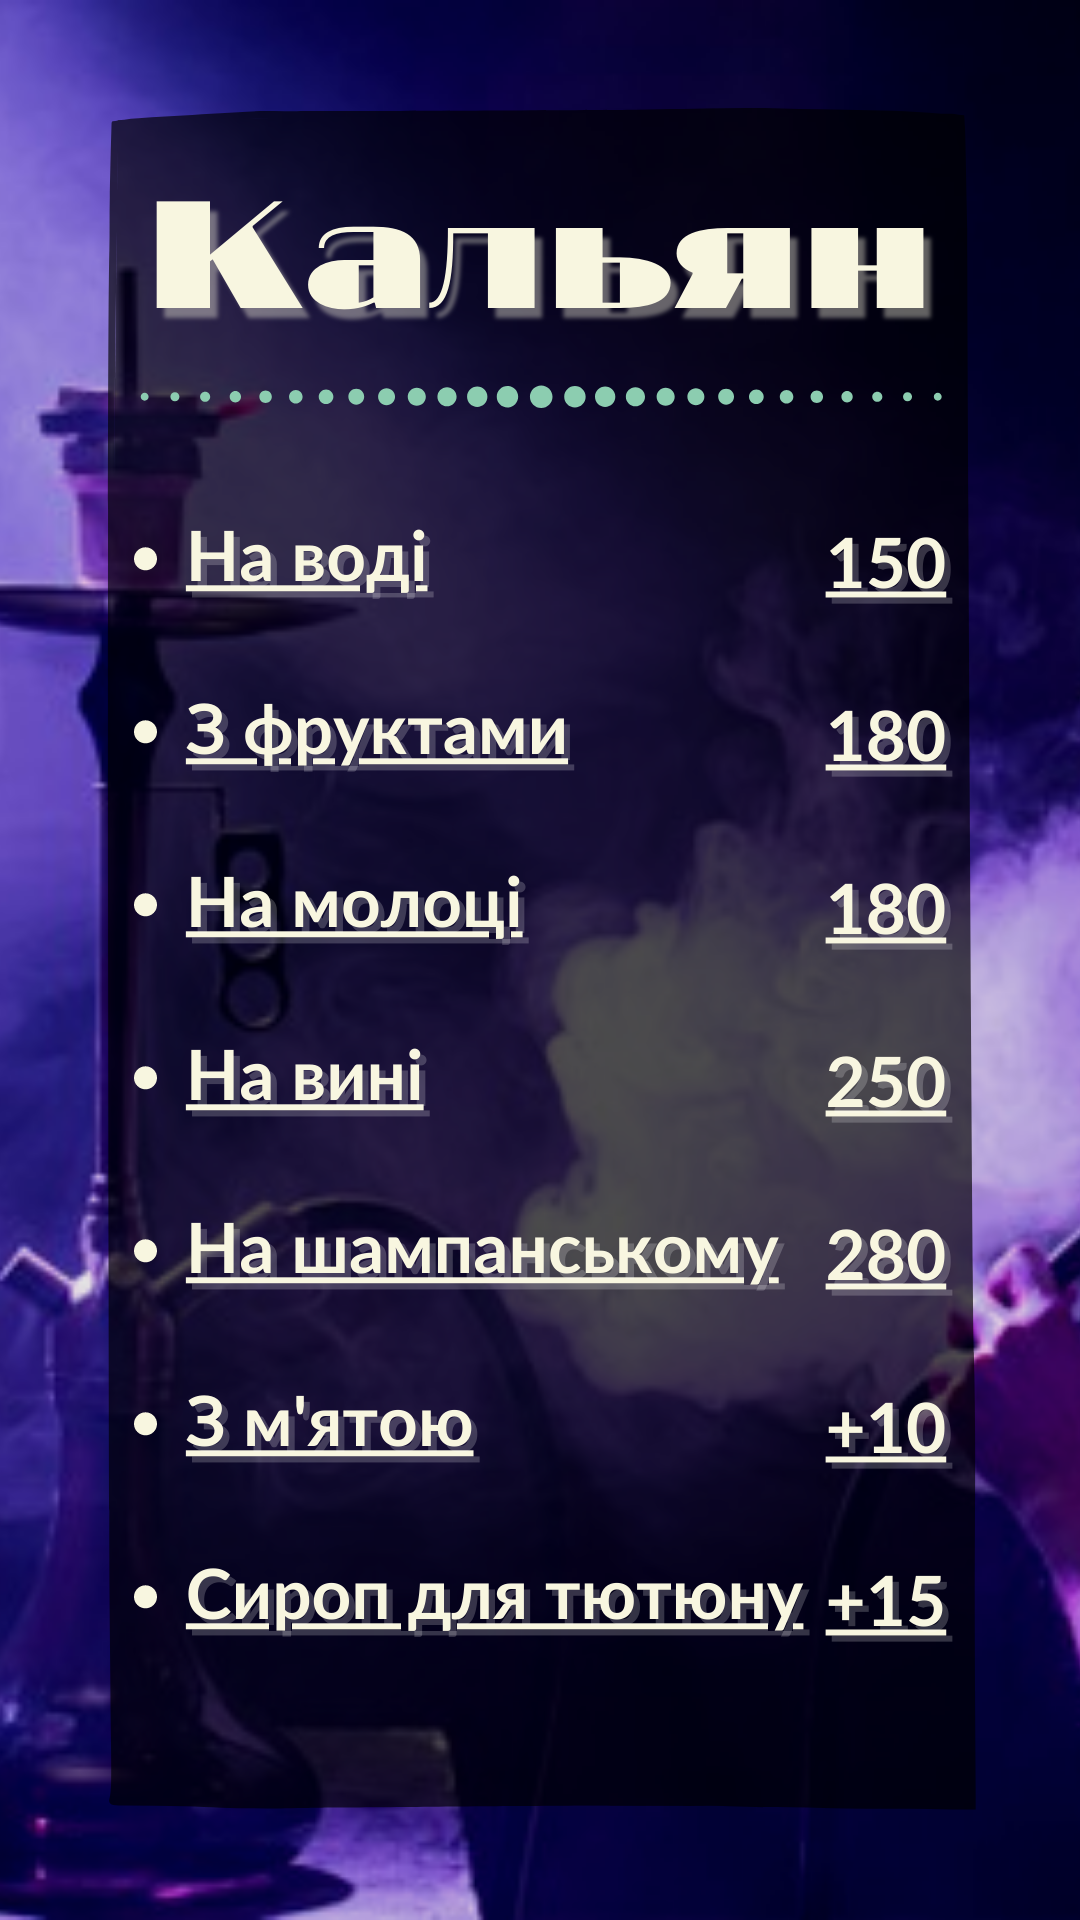 Кальян
• На воді 150
• З фруктами 180
• На молоці 180
• На вині 250
• На шампанському 280
• З м'ятою +10
• Сироп для тютюну +15